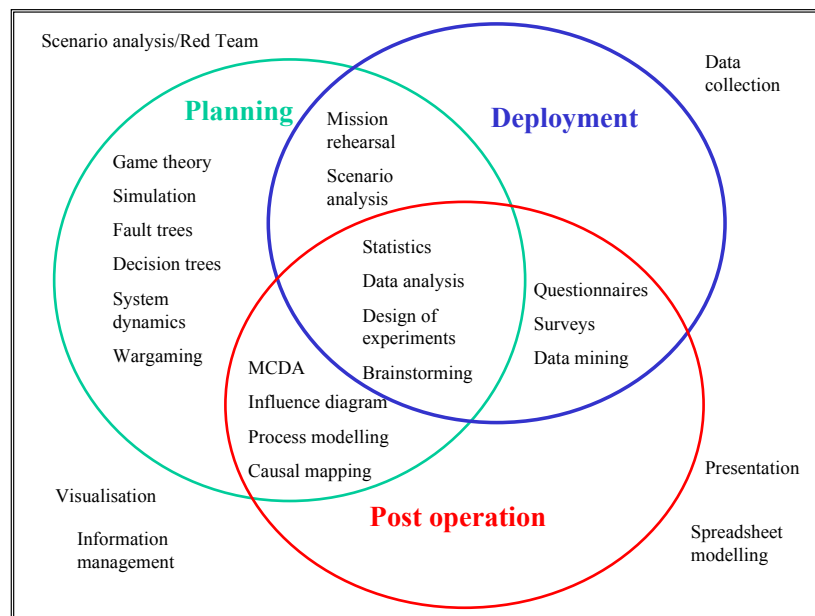 Scenario analysis/Red Team
Data
collection
Planning
Deployment
Mission
rehearsal
Scenario
analysis
Game theory
Simulation
Fault trees
Decision trees
System
dynamics
Wargaming
Statistics
Data analysis
Design of
experiments
Brainstorming
Questionnaires
Surveys
Data mining
MCDA
Influence diagram
Process modelling
Causal mapping
Visualisation
Information
management
Post operation
Presentation
Spreadsheet
modelling